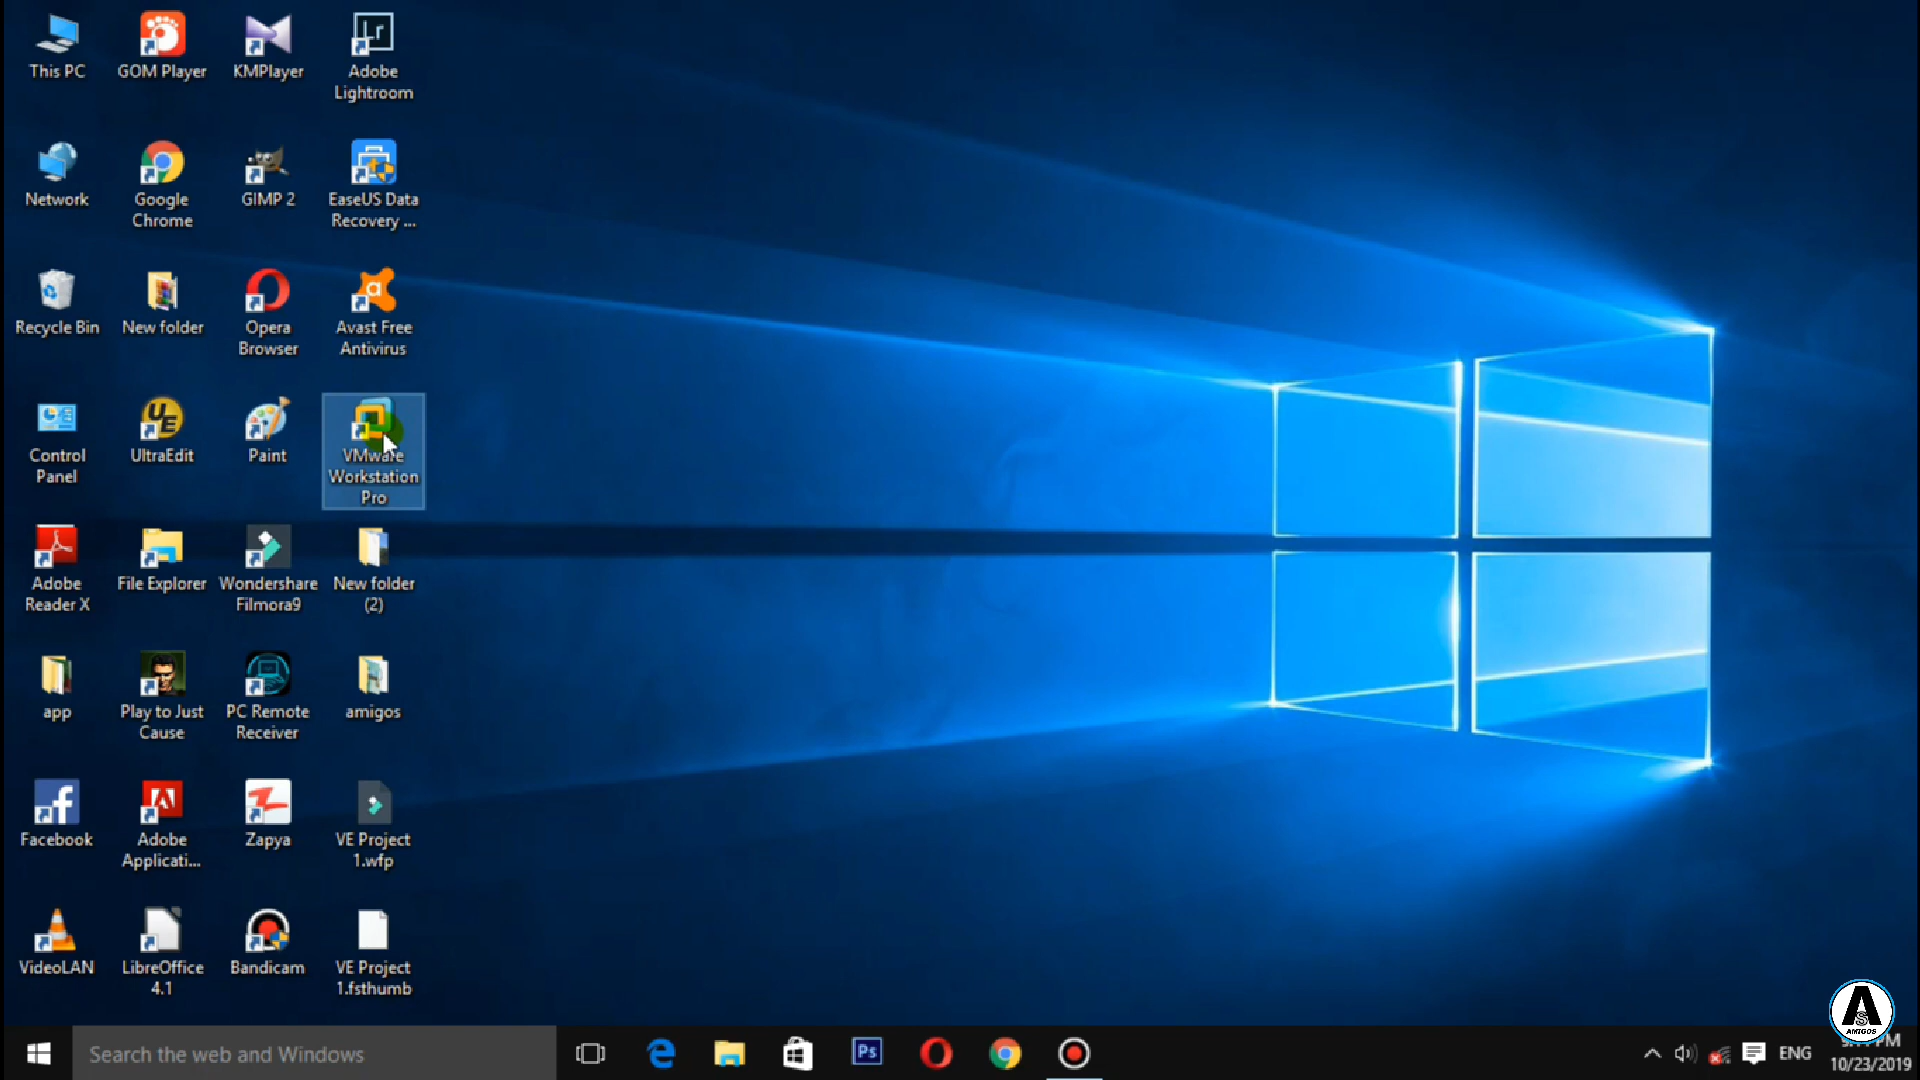 This PC
GOM Player
KMPlayer
Adobe
Lightroom
Network
Google
Chrome
GIMP 2
EaseUS Data
Recovery ...
Recycle Bin
New folder
Opera
Browser
Avast Free
Antivirus
Control
Panel
UltraEdit
Paint
VMware
Workstation
Pro
Adobe
Reader X
File Explorer
Wondershare
Filmora9
New folder
(2)
app
Play to Just
Cause
PC Remote
Receiver
amigos
Facebook
Adobe
Applicati...
Zapya
VE Project
1.wfp
VideoLAN
LibreOffice
4.1
Bandicam
VE Project
1.fsthumb
Lr
UE
Ps
AMIGOS
Search the web and Windows
ENG
PM
10/23/2019